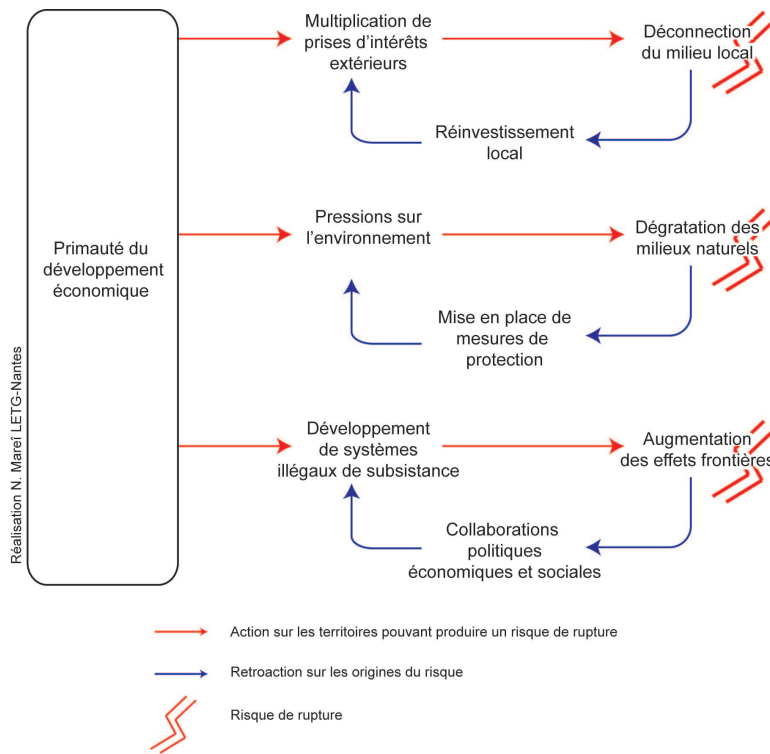 Multiplication de
prises d'intérêts
extérieurs
Déconnection
du milieu local
Réinvestissement
local
Primauté du
développement
économique
Pressions sur
l'environnement
Dégratation des
milieux naturels
Mise en place de
mesures de
protection
Développement
de systèmes
illégaux de subsistance
Augmentation
des effets frontières
Collaborations
politiques
économiques et sociales
Réalisation N. Mareî LETG-Nantes
Action sur les territoires pouvant produire un risque de rupture
Retroaction sur les origines du risque
Risque de rupture